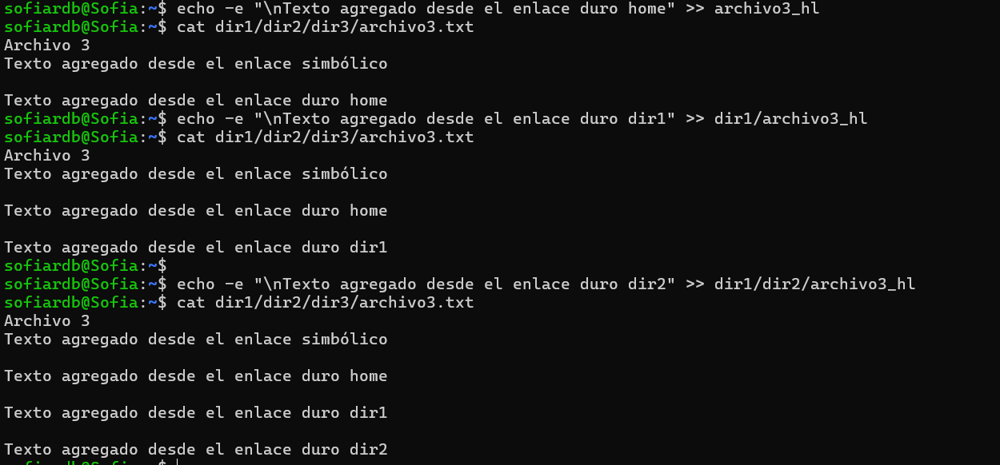 sofiardb@Sofia:~$ echo -e "\nTexto agregado desde el enlace duro home" >> archivo3_hl
sofiardb@Sofia:~$ cat dir1/dir2/dir3/archivo3.txt
Archivo 3
Texto agregado desde el enlace simbólico

Texto agregado desde el enlace duro home
sofiardb@Sofia:~$ echo -e "\nTexto agregado desde el enlace duro dir1" >> dir1/archivo3_hl
sofiardb@Sofia:~$ cat dir1/dir2/dir3/archivo3.txt
Archivo 3
Texto agregado desde el enlace simbólico

Texto agregado desde el enlace duro home

Texto agregado desde el enlace duro dir1
sofiardb@Sofia:~$
sofiardb@Sofia:~$ echo -e "\nTexto agregado desde el enlace duro dir2" >> dir1/dir2/archivo3_hl
sofiardb@Sofia:~$ cat dir1/dir2/dir3/archivo3.txt
Archivo 3
Texto agregado desde el enlace simbólico

Texto agregado desde el enlace duro home

Texto agregado desde el enlace duro dir1

Texto agregado desde el enlace duro dir2
sofiardb@Sofia:~$